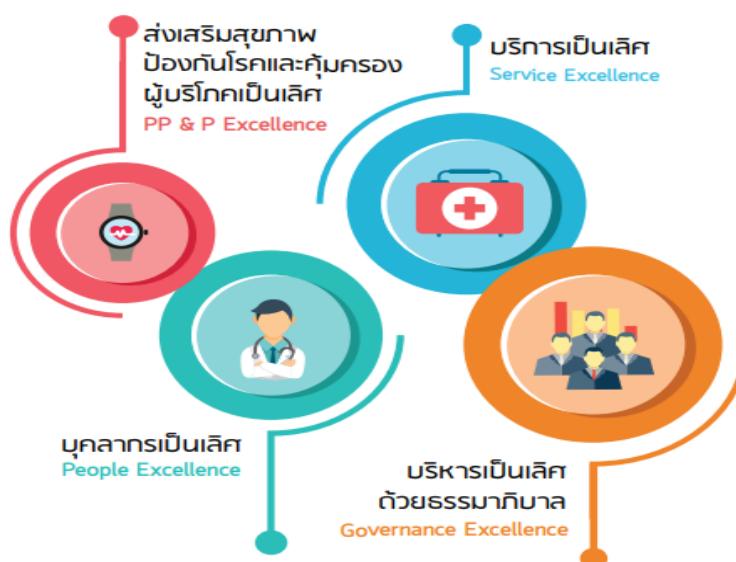 ส่งเสริมสุขภาพ
ป้องกันโรคและคุ้มครอง
ผู้บริโภคเป็นเลิศ
PP & P Excellence
บริการเป็นเลิศ
Service Excellence
บุคลากรเป็นเลิศ
People Excellence
บริหารเป็นเลิศ
ด้วยธรรมาภิบาล
Governance Excellence